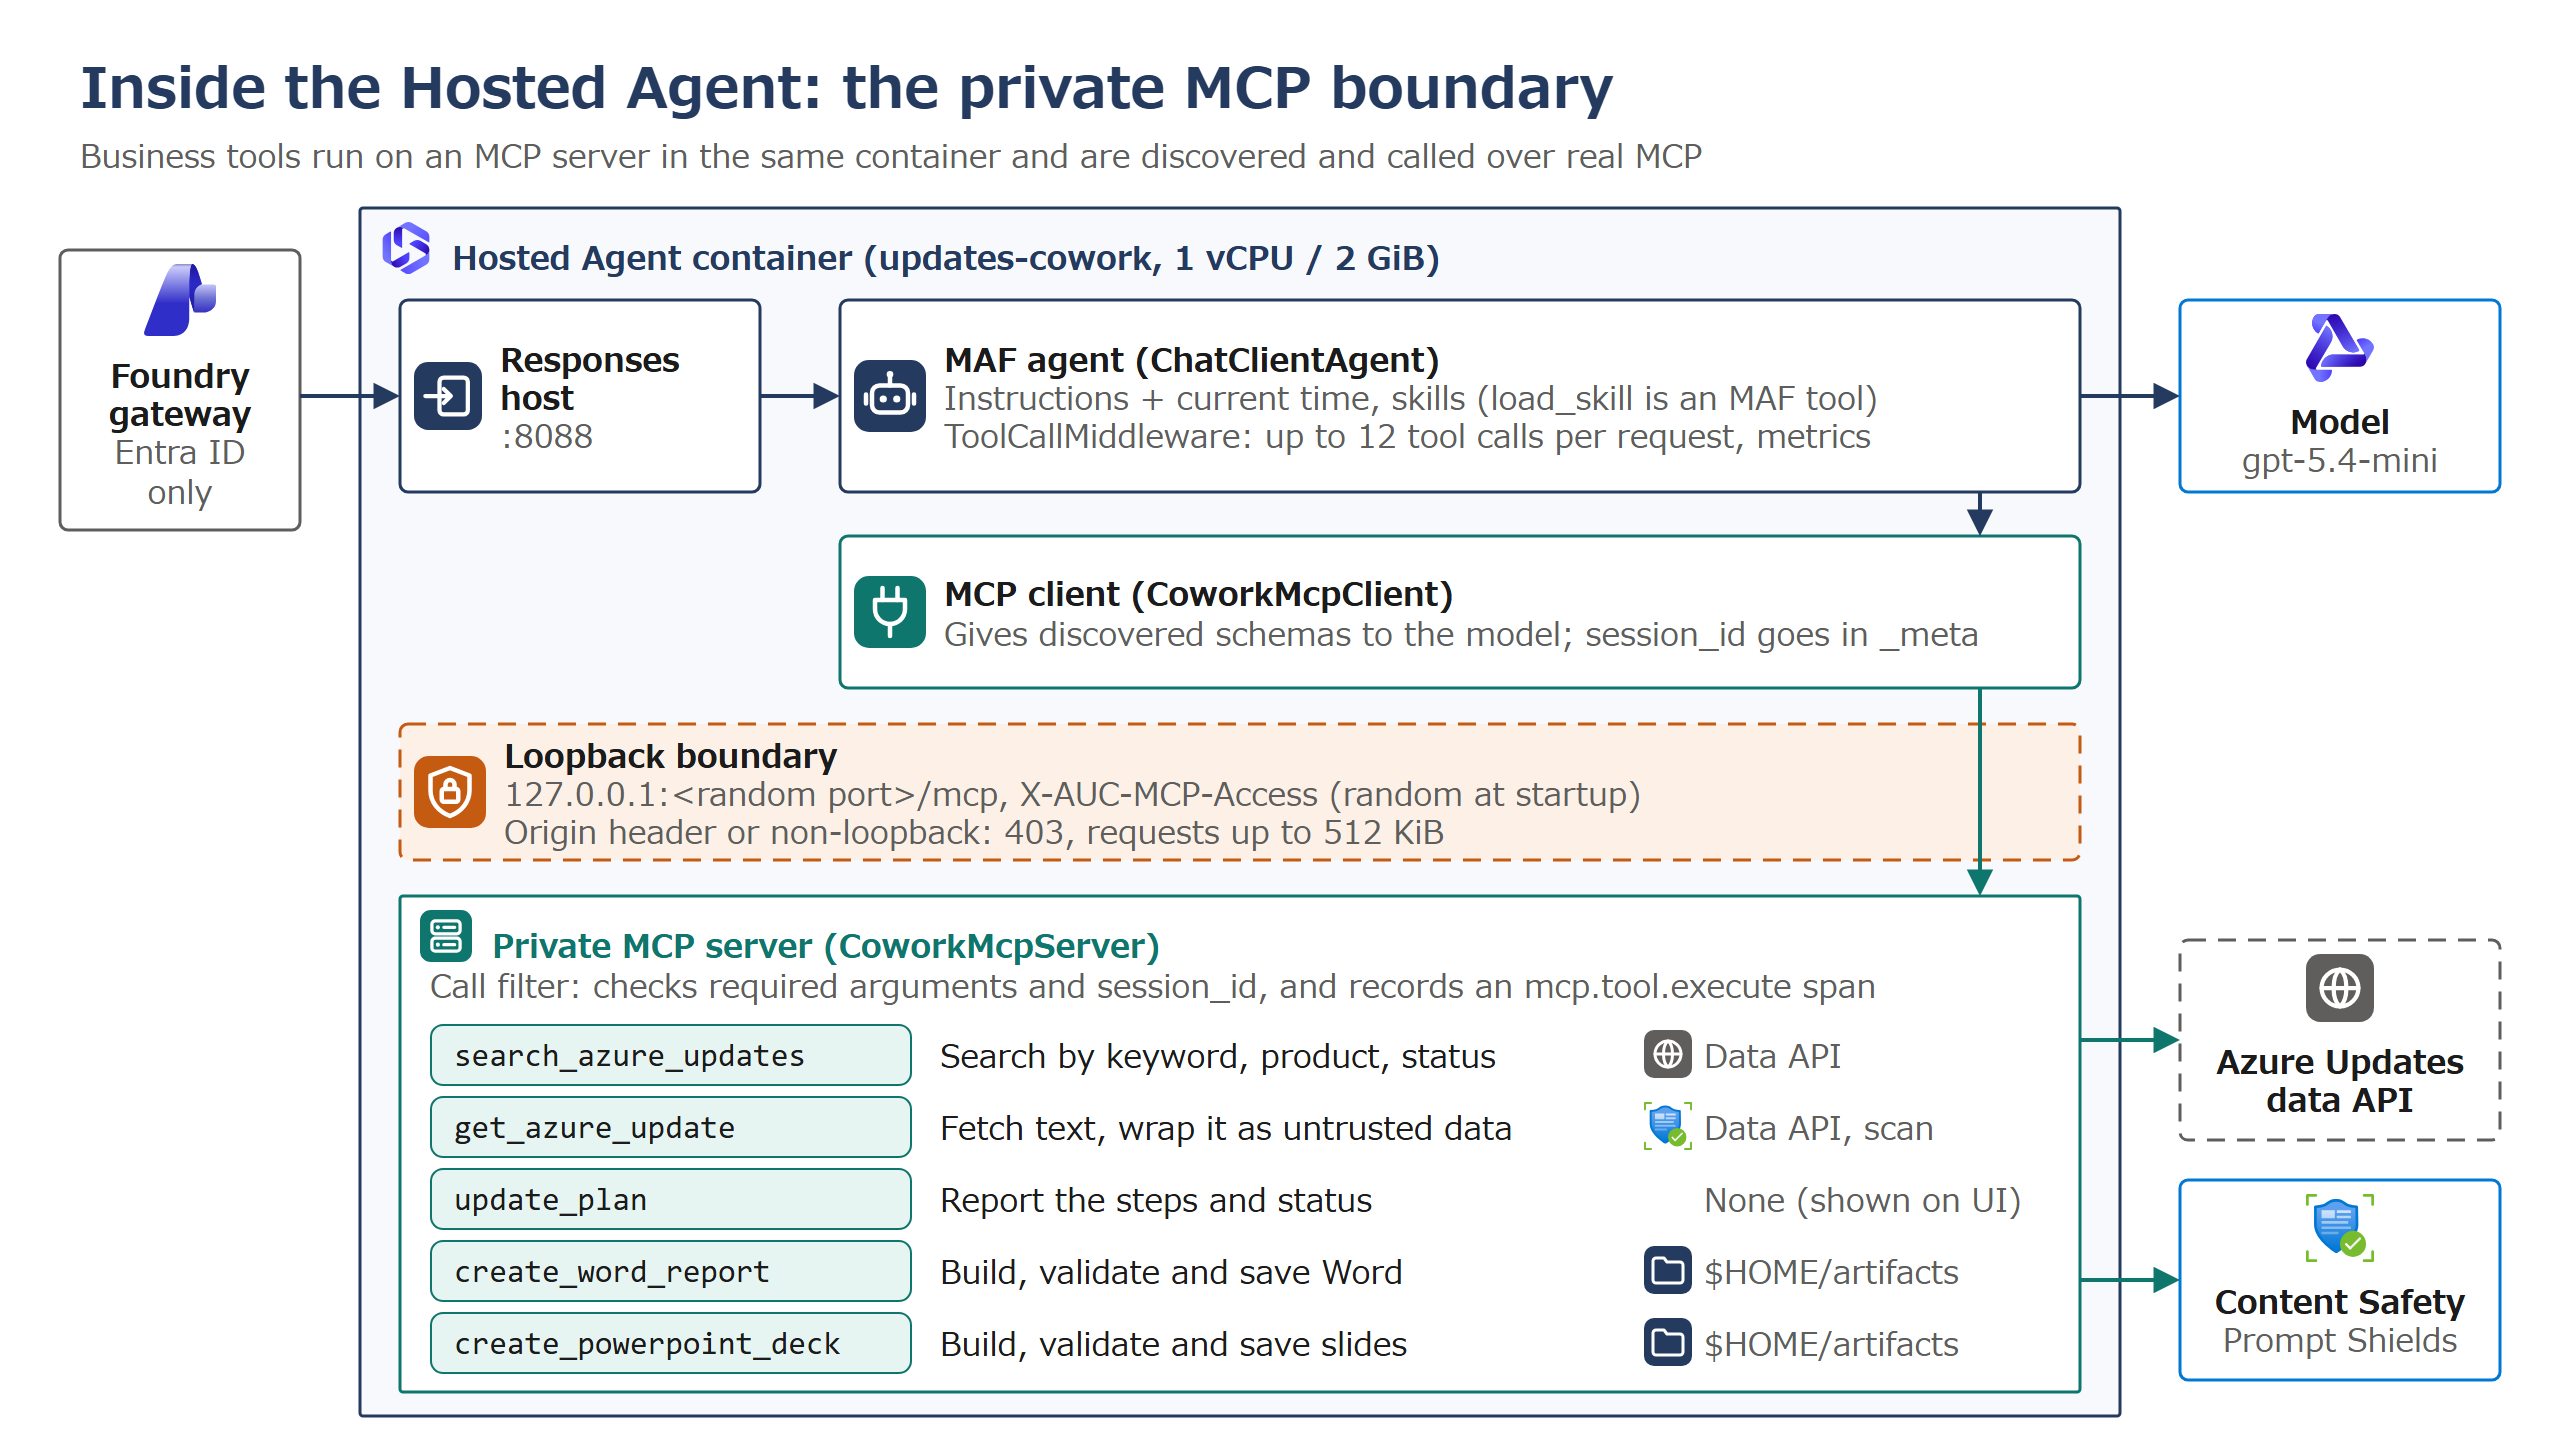 Inside the Hosted Agent: the private MCP boundary
Business tools run on an MCP server in the same container and are discovered and called over real MCP
Foundry
gateway
Entra ID
only
Hosted Agent container (updates-cowork, 1 vCPU / 2 GiB)
Responses
host
:8088
MAF agent (ChatClientAgent)
Instructions + current time, skills (load_skill is an MAF tool)
ToolCallMiddleware: up to 12 tool calls per request, metrics
Model
gpt-5.4-mini
MCP client (CoworkMcpClient)
Gives discovered schemas to the model; session_id goes in _meta
Loopback boundary
127.0.0.1:<random port>/mcp, X-AUC-MCP-Access (random at startup)
Origin header or non-loopback: 403, requests up to 512 KiB
Private MCP server (CoworkMcpServer)
Call filter: checks required arguments and session_id, and records an mcp.tool.execute span
search_azure_updates
Search by keyword, product, status
Data API
get_azure_update
Fetch text, wrap it as untrusted data
Data API, scan
update_plan
Report the steps and status
None (shown on UI)
create_word_report
Build, validate and save Word
$HOME/artifacts
create_powerpoint_deck
Build, validate and save slides
$HOME/artifacts
Azure Updates
data API
Content Safety
Prompt Shields